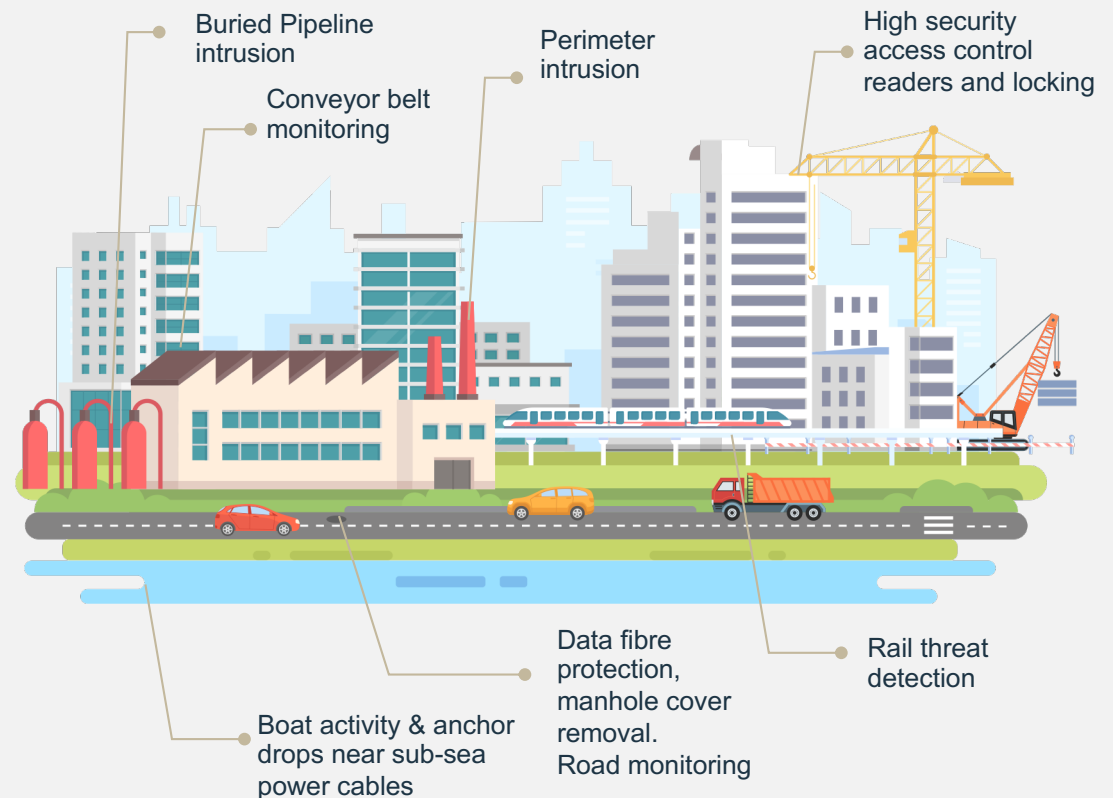 Buried Pipeline
intrusion
Conveyor belt
monitoring
Perimeter
intrusion
High security
access control
readers and locking
Data fibre
protection,
manhole cover
removal.
Road monitoring
Rail threat
detection
Boat activity & anchor
drops near sub-sea
power cables